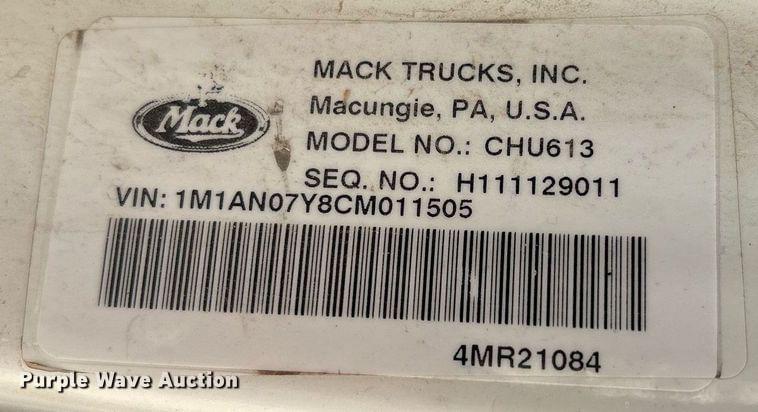 MACK TRUCKS, INC.
Mack
Macungie, PA, U.S.A.
MODEL NO.: CHU613
SEQ. NO.: H111129011
VIN: 1M1AN07Y8CM011505
4MR21084
Purple Wave Auction